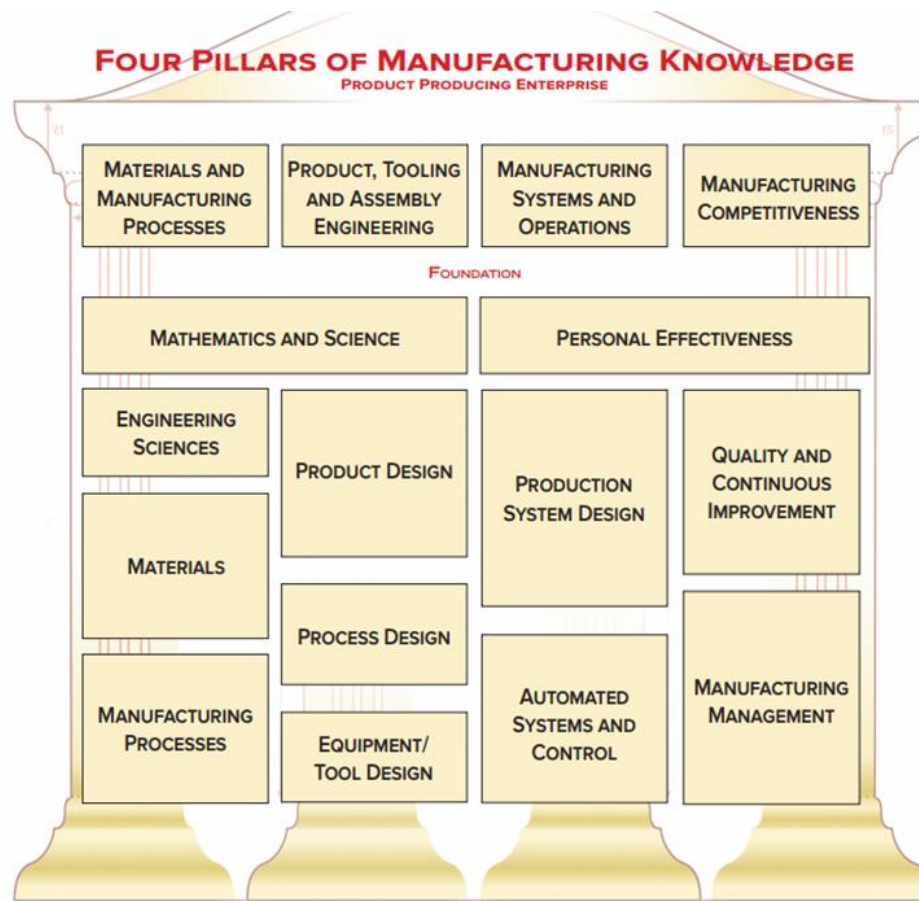 FOUR PILLARS OF MANUFACTURING KNOWLEDGE
PRODUCT PRODUCING ENTERPRISE
MATERIALS AND
MANUFACTURING
PROCESSES
PRODUCT, TOOLING
AND ASSEMBLY
ENGINEERING
MANUFACTURING
SYSTEMS AND
OPERATIONS
MANUFACTURING
COMPETITIVENESS
FOUNDATION
MATHEMATICS AND SCIENCE
PERSONAL EFFECTIVENESS
ENGINEERING
SCIENCES
MATERIALS
MANUFACTURING
PROCESSES
PRODUCT DESIGN
PROCESS DESIGN
EQUIPMENT/
TOOL DESIGN
PRODUCTION
SYSTEM DESIGN
AUTOMATED
SYSTEMS AND
CONTROL
QUALITY AND
CONTINUOUS
IMPROVEMENT
MANUFACTURING
MANAGEMENT